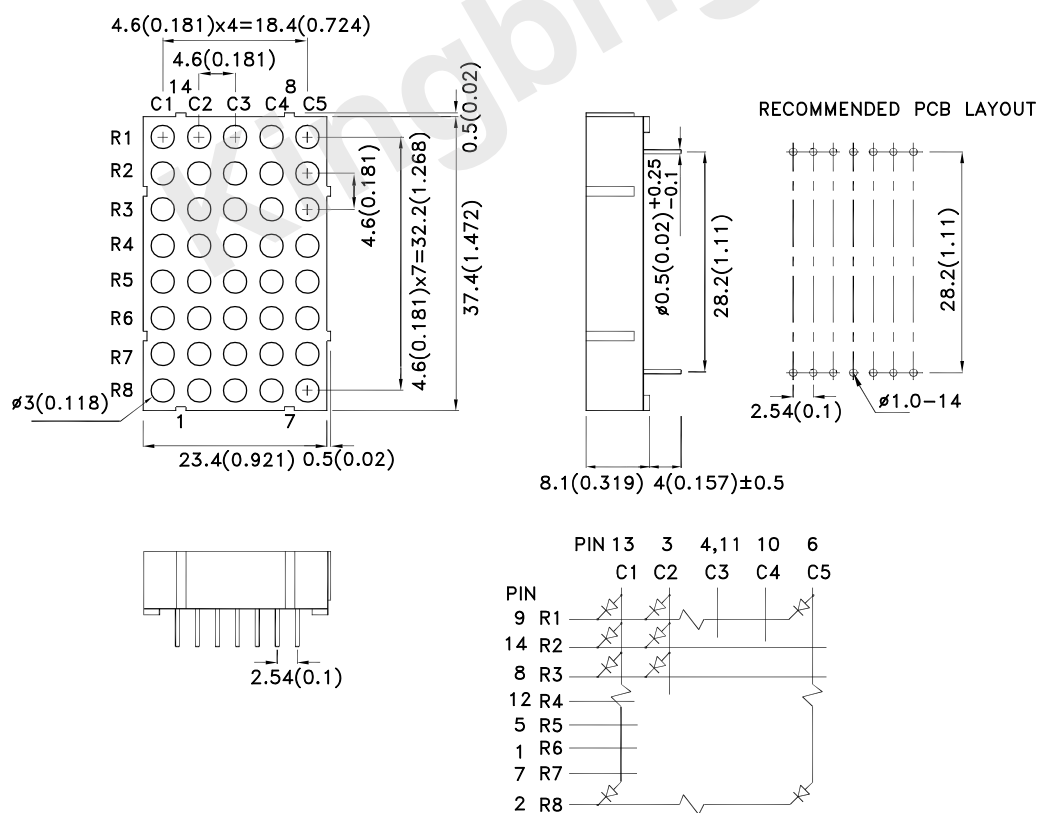 4.6(0.181)x4=18.4(0.724)
4.6(0.181)
14 8
C1 C2 C3 C4 C5
R1
R2
R3
R4
R5
R6
R7
R8
ø3(0.118)
1 7
23.4(0.921) 0.5(0.02)
0.5(0.02)
4.6(0.181)
4.6(0.181)x7=32.2(1.268)
37.4(1.472)
ø0.5(0.02) +0.25 -0.1
28.2(1.11)
8.1(0.319) 4(0.157)±0.5
RECOMMENDED PCB LAYOUT
28.2(1.11)
2.54(0.1)
ø1.0-14
2.54(0.1)
PIN 13 3 4,11 10 6
C1 C2 C3 C4 C5
PIN
9 R1
14 R2
8 R3
12 R4
5 R5
1 R6
7 R7
2 R8